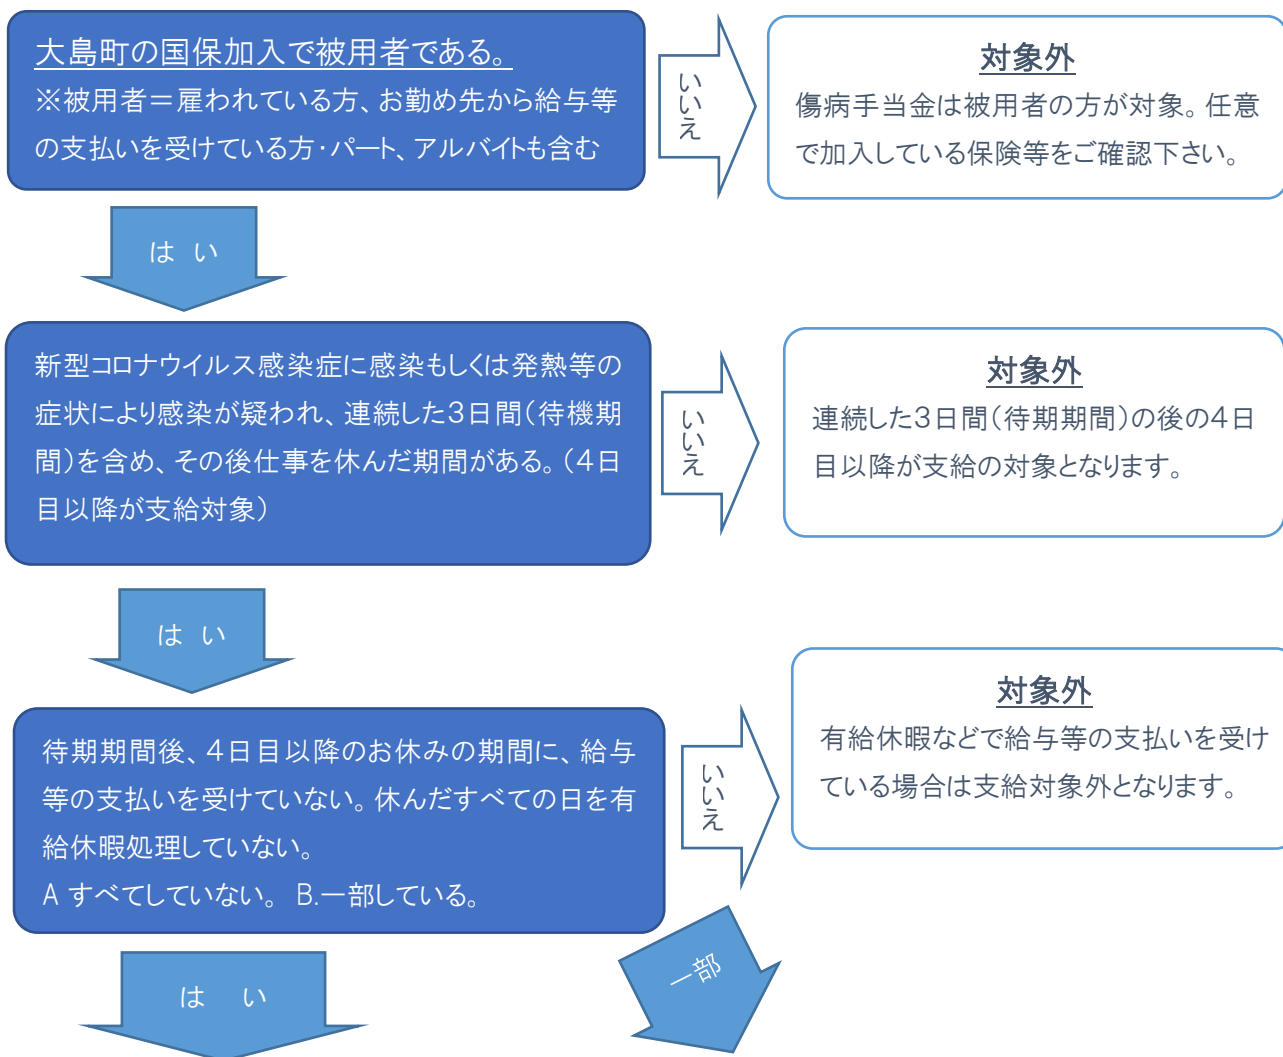 大島町の国保加入で被用者である。
※被用者＝雇われている方、お勤め先から給与等
の支払いを受けている方・パート、アルバイトも含む
いいえ
対象外
傷病手当金は被用者の方が対象。任意
で加入している保険等をご確認下さい。
は い
新型コロナウイルス感染症に感染もしくは発熱等の
症状により感染が疑われ、連続した3日間（待機期
間）を含め、その後仕事を休んだ期間がある。（4日
目以降が支給対象）
いいえ
対象外
連続した3日間（待期期間）の後の4日
目以降が支給の対象となります。
は い
待期期間後、4日目以降のお休みの期間に、給与
等の支払いを受けていない。休んだすべての日を有
給休暇処理していない。
A すべてしていない。 B.一部している。
いいえ
対象外
有給休暇などで給与等の支払いを受け
ている場合は支給対象外となります。
は い
一部